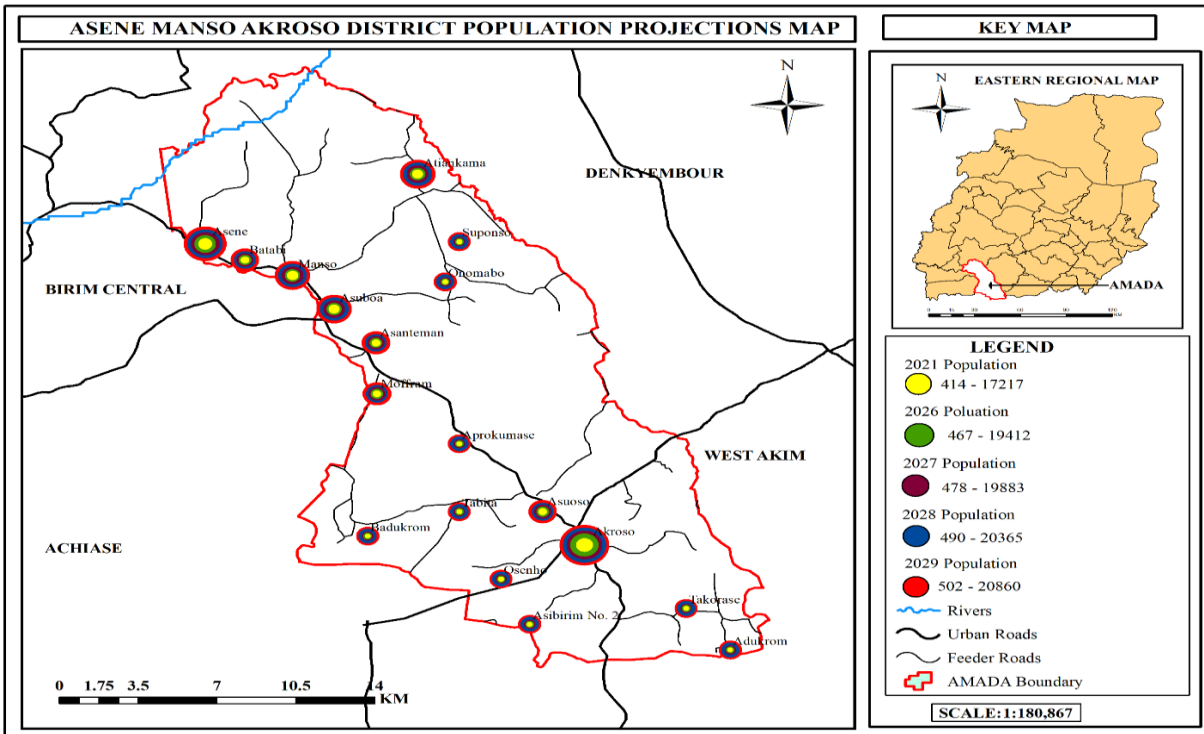 ASENE MANSO AKROSO DISTRICT POPULATION PROJECTIONS MAP
N
Atiankama
DENKYEMBOUR
Asene
Suponso
Batabi
Manso
Onomabo
BIRIM CENTRAL
Asuboa
Asanteman
Moffram
Aprokumase
WEST AKIM
Tabita
Asuoso
Badukrom
Akroso
ACHIASE
Osenho
Takorase
Asibirim No. 2
Adukrom
0 1.75 3.5 7 10.5 14
KM
KEY MAP
N
EASTERN REGIONAL MAP
AMADA
LEGEND
2021 Population
414 - 17217
2026 Poluation
467 - 19412
2027 Population
478 - 19883
2028 Population
490 - 20365
2029 Population
502 - 20860
Rivers
Urban Roads
Feeder Roads
AMADA Boundary
SCALE:1:180,867